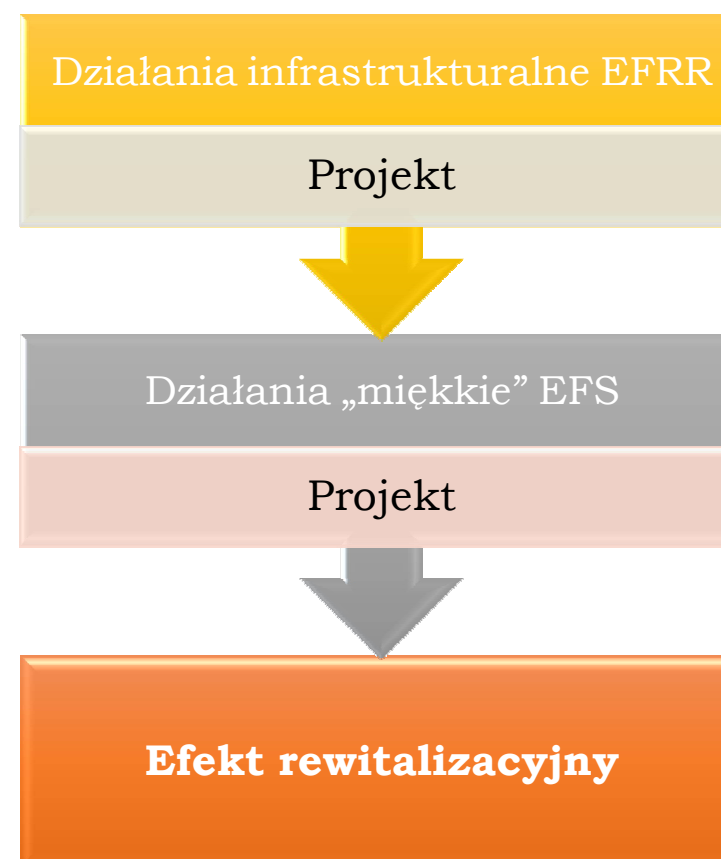 Działania infrastrukturalne EFRR
Projekt
Działania „miękkie” EFS
Projekt
Efekt rewitalizacyjny